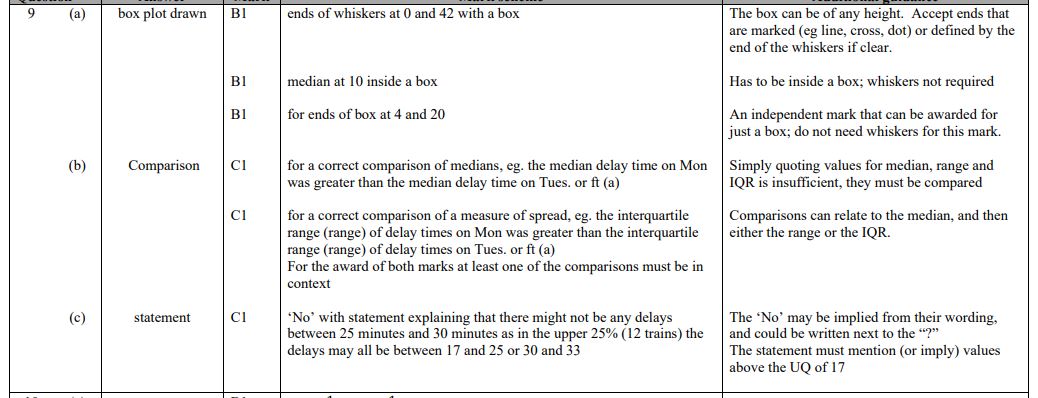 9 (a) box plot drawn B1 ends of whiskers at 0 and 42 with a box The box can be of any height. Accept ends that
are marked (eg line, cross, dot) or defined by the
end of the whiskers if clear.
B1 median at 10 inside a box Has to be inside a box; whiskers not required
B1 for ends of box at 4 and 20 An independent mark that can be awarded for
just a box; do not need whiskers for this mark.
(b) Comparison C1 for a correct comparison of medians, eg. the median delay time on Mon Simply quoting values for median, range and
was greater than the median delay time on Tues. or ft (a) IQR is insufficient, they must be compared
C1 for a correct comparison of a measure of spread, eg. the interquartile Comparisons can relate to the median, and then
range (range) of delay times on Mon was greater than the interquartile either the range or the IQR.
range (range) of delay times on Tues. or ft (a)
For the award of both marks at least one of the comparisons must be in
context
(c) statement C1 ‘No’ with statement explaining that there might not be any delays The ‘No’ may be implied from their wording,
between 25 minutes and 30 minutes as in the upper 25% (12 trains) the and could be written next to the “?”
delays may all be between 17 and 25 or 30 and 33 The statement must mention (or imply) values
above the UQ of 17